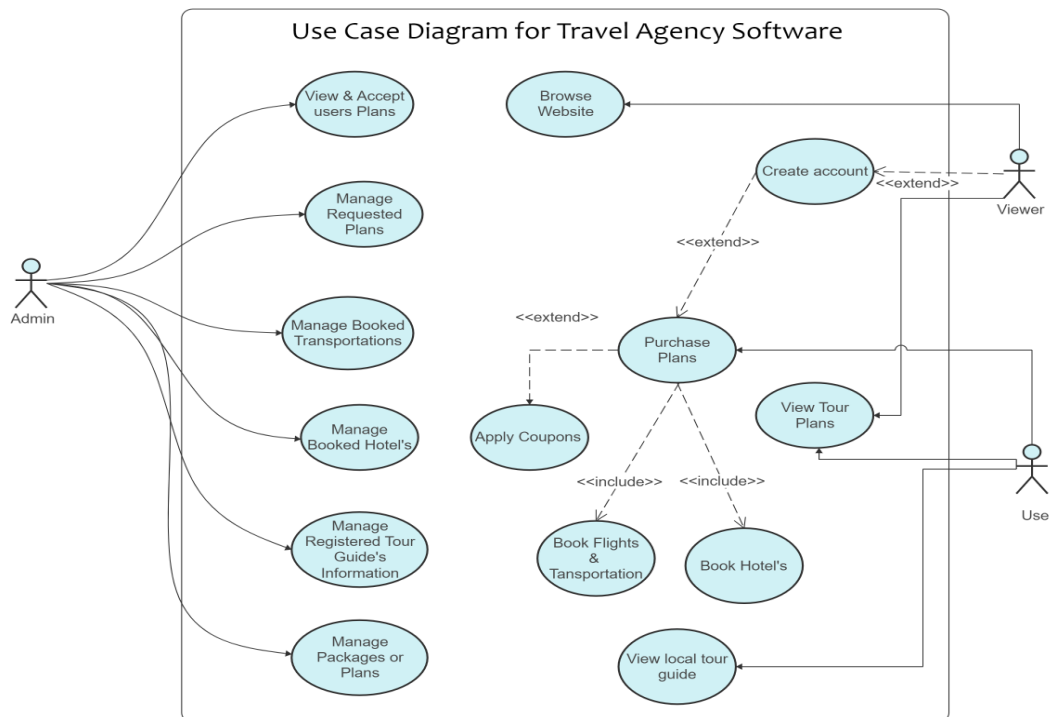 Use Case Diagram for Travel Agency Software
View & Accept
users Plans
Browse
Website
Create account
<<extend>>
Viewer
Manage
Requested
Plans
<<extend>>
Admin
Manage Booked
Transportations
<<extend>>
Purchase
Plans
View Tour
Plans
Manage
Booked Hotel's
Apply Coupons
<<include>>
<<include>>
Use
Manage
Registered Tour
Guide's
Information
Book Flights
&
Tansportation
Book Hotel's
Manage
Packages or
Plans
View local tour
guide